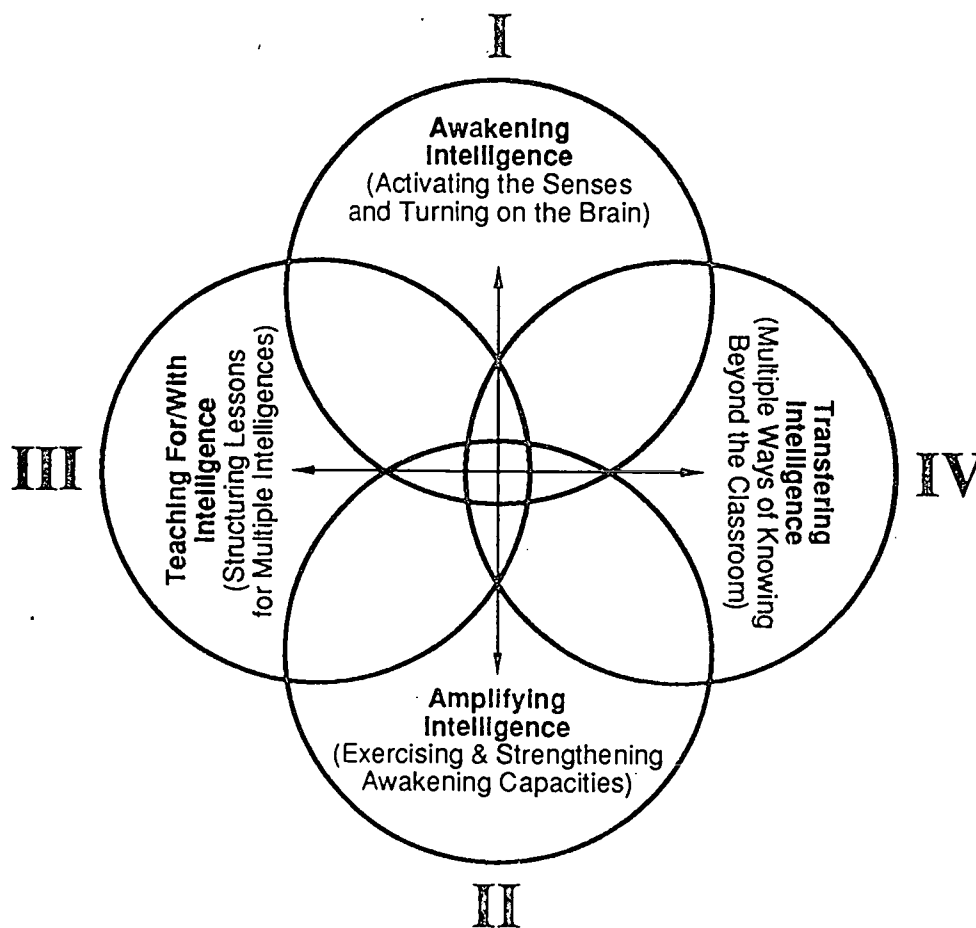 I
Awakening
Intelligence
(Activating the Senses
and Turning on the Brain)
III
Teaching For/With
Intelligence
(Structuring Lessons
for Multiple Intelligences)
Transfering
Intelligence
(Multiple Ways of Knowing
Beyond the Classroom)
IV
Amplifying
Intelligence
(Exercising & Strengthening
Awakening Capacities)
II